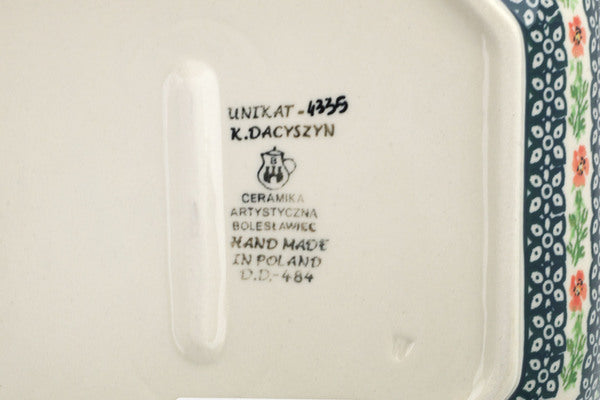 UNIKAT - 4335
K.DACYSZYN
B
CERAMIKA
ARTYSTYCZNA
BOLESŁAWIEC
HAND MADE
IN POLAND
D.D.-484